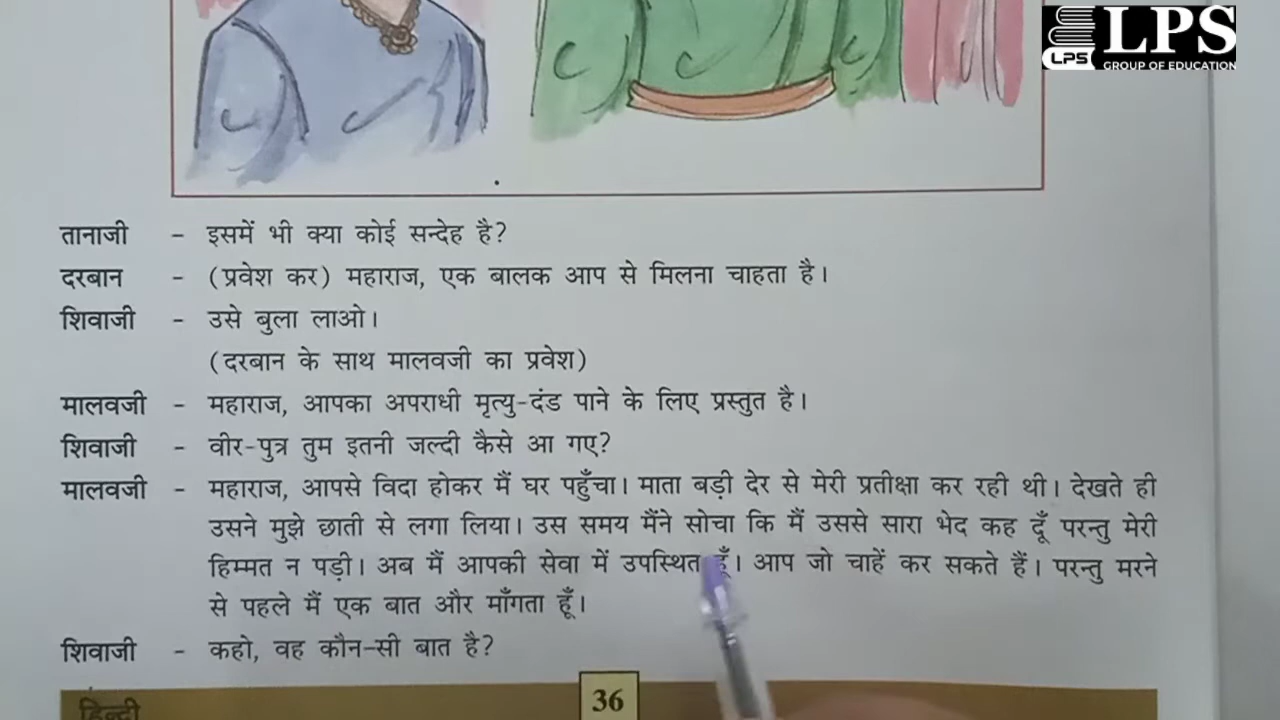 LPS
LPS
GROUP OF EDUCATION
तानाजी - इसमें भी क्या कोई सन्देह है?
दरबान - (प्रवेश कर) महाराज, एक बालक आप से मिलना चाहता है।
शिवाजी - उसे बुला लाओ।
(दरबान के साथ मालवजी का प्रवेश)
मालवजी - महाराज, आपका अपराधी मृत्यु-दंड पाने के लिए प्रस्तुत है।
शिवाजी - वीर-पुत्र तुम इतनी जल्दी कैसे आ गए?
मालवजी - महाराज, आपसे विदा होकर मैं घर पहुँचा। माता बड़ी देर से मेरी प्रतीक्षा कर रही थी। देखते ही
उसने मुझे छाती से लगा लिया। उस समय मैंने सोचा कि मैं उससे सारा भेद कह दूँ परन्तु मेरी
हिम्मत न पड़ी। अब मैं आपकी सेवा में उपस्थित हूँ। आप जो चाहें कर सकते हैं। परन्तु मरने
से पहले मैं एक बात और माँगता हूँ।
शिवाजी - कहो, वह कौन-सी बात है?
हिन्दी
36